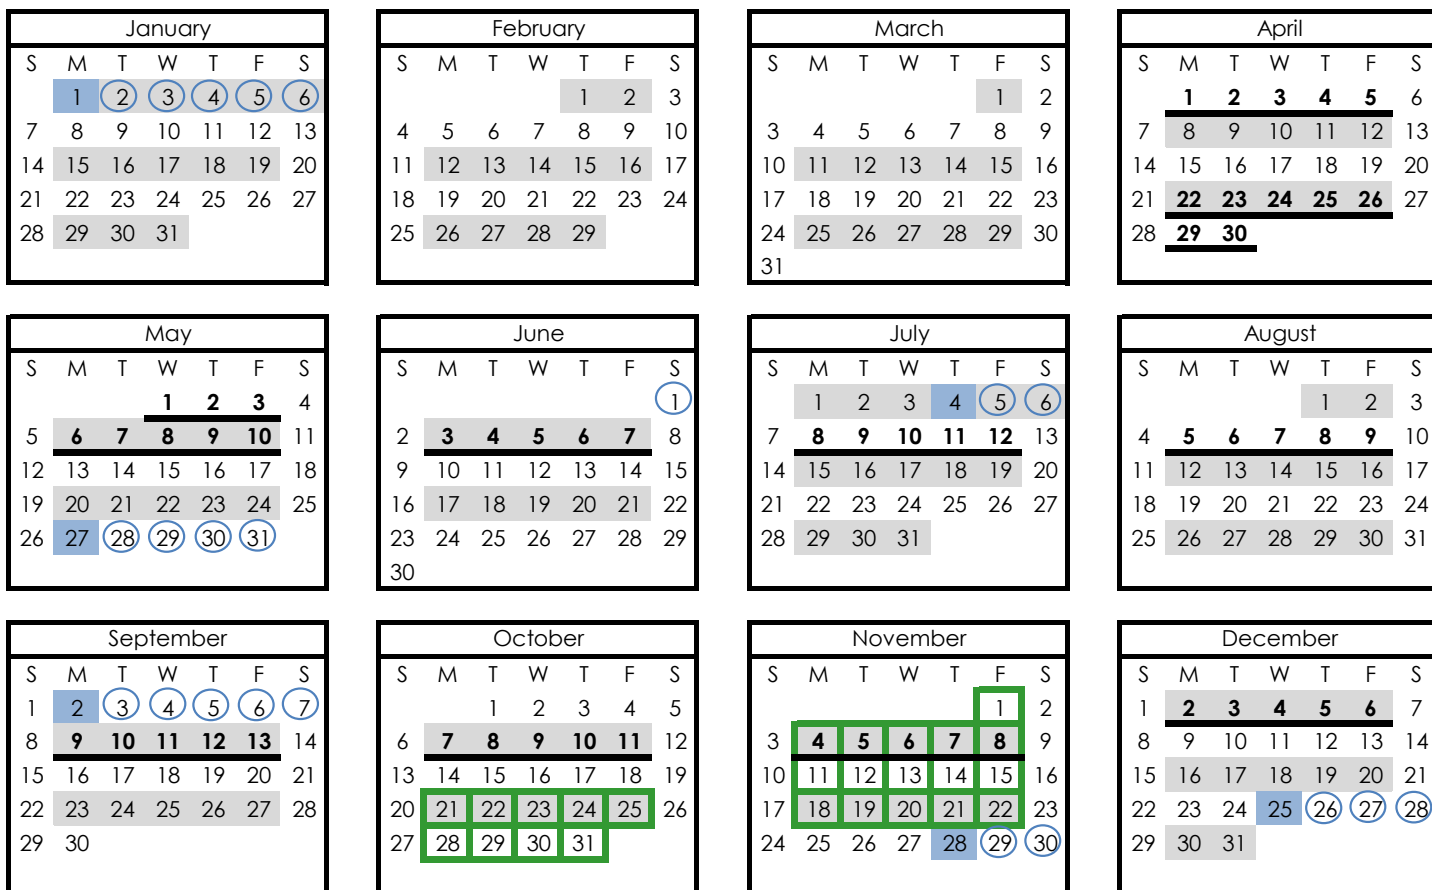 January
S M T W T F S
1 2 3 4 5 6
7 8 9 10 11 12 13
14 15 16 17 18 19 20
21 22 23 24 25 26 27
28 29 30 31
February
S M T W T F S
1 2 3
4 5 6 7 8 9 10
11 12 13 14 15 16 17
18 19 20 21 22 23 24
25 26 27 28 29
March
S M T W T F S
1 2
3 4 5 6 7 8 9
10 11 12 13 14 15 16
17 18 19 20 21 22 23
24 25 26 27 28 29 30
31
April
S M T W T F S
1 2 3 4 5 6
7 8 9 10 11 12 13
14 15 16 17 18 19 20
21 22 23 24 25 26 27
28 29 30
May
S M T W T F S
1 2 3 4
5 6 7 8 9 10 11
12 13 14 15 16 17 18
19 20 21 22 23 24 25
26 27 28 29 30 31
June
S M T W T F S
1
2 3 4 5 6 7 8
9 10 11 12 13 14 15
16 17 18 19 20 21 22
23 24 25 26 27 28 29
30
July
S M T W T F S
1 2 3 4 5 6
7 8 9 10 11 12 13
14 15 16 17 18 19 20
21 22 23 24 25 26 27
28 29 30 31
August
S M T W T F S
1 2 3
4 5 6 7 8 9 10
11 12 13 14 15 16 17
18 19 20 21 22 23 24
25 26 27 28 29 30 31
September
S M T W T F S
1 2 3 4 5 6 7
8 9 10 11 12 13 14
15 16 17 18 19 20 21
22 23 24 25 26 27 28
29 30
October
S M T W T F S
1 2 3 4 5
6 7 8 9 10 11 12
13 14 15 16 17 18 19
20 21 22 23 24 25 26
27 28 29 30 31
November
S M T W T F S
1 2
3 4 5 6 7 8 9
10 11 12 13 14 15 16
17 18 19 20 21 22 23
24 25 26 27 28 29 30
December
S M T W T F S
1 2 3 4 5 6 7
8 9 10 11 12 13 14
15 16 17 18 19 20 21
22 23 24 25 26 27 28
29 30 31